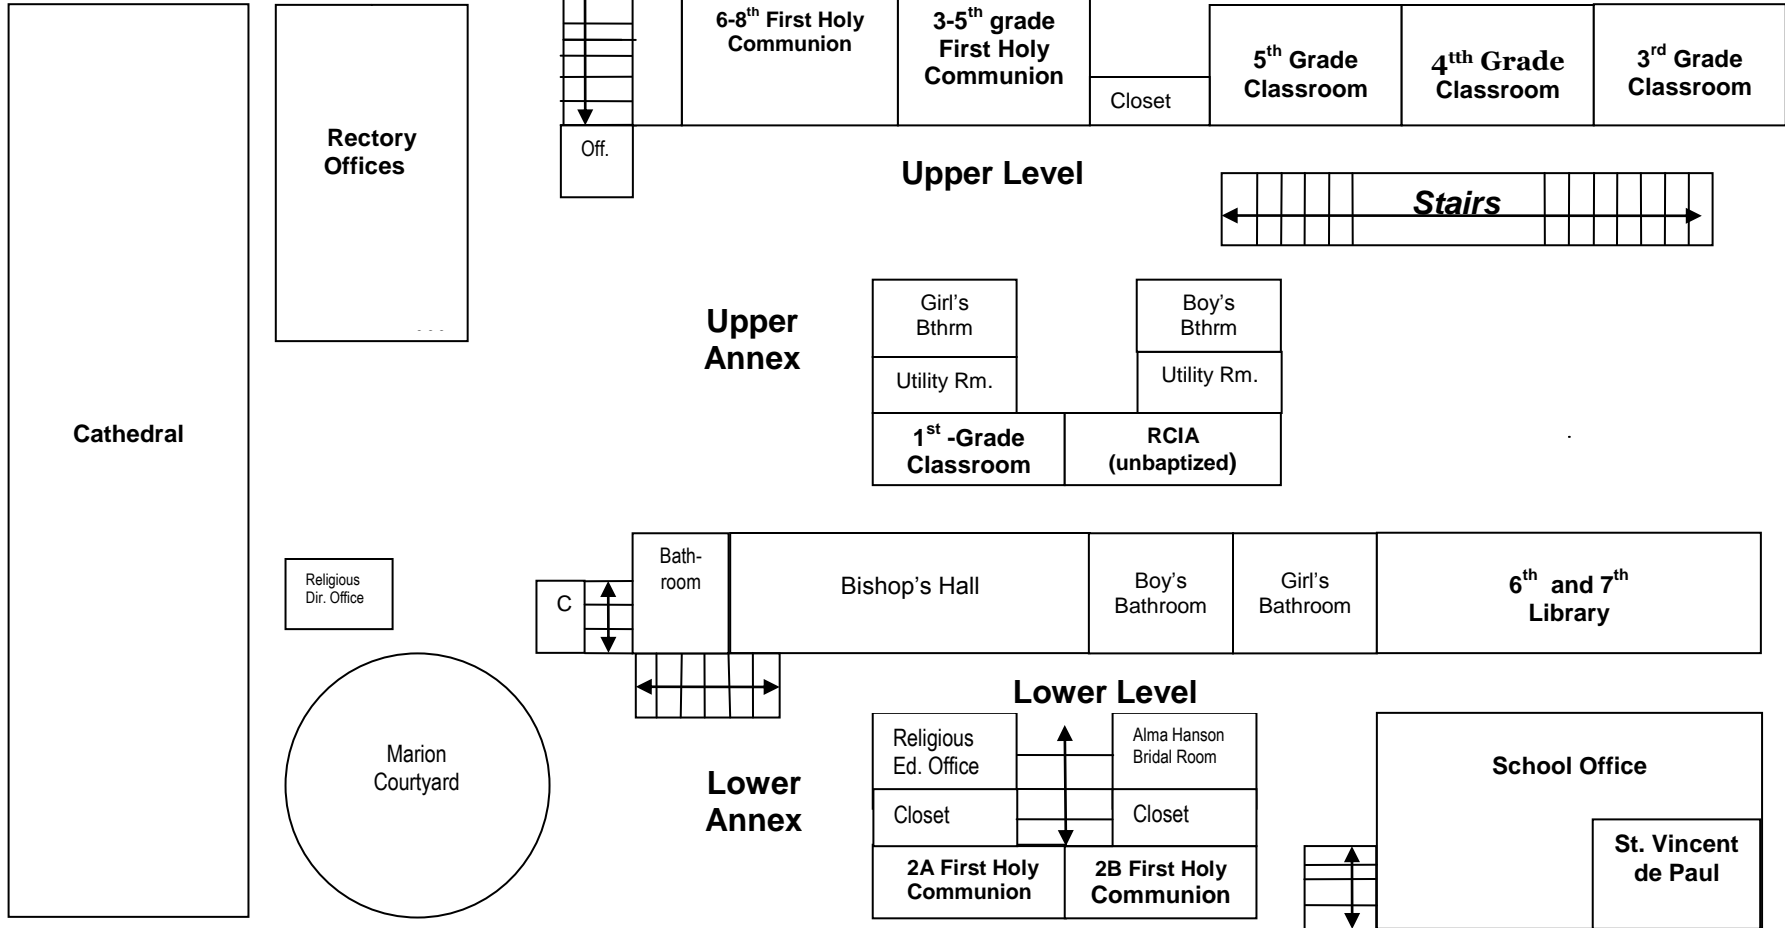 6-8th First Holy
Communion
3-5th grade
First Holy
Communion
5th Grade
Classroom
4tth Grade
Classroom
3rd Grade
Classroom
Closet
Rectory
Offices
Off.
Upper Level
Stairs
Upper
Annex
Girl's
Bthrm
Boy's
Bthrm
Utility Rm.
Utility Rm.
Cathedral
1st -Grade
Classroom
RCIA
(unbaptized)
Religious
Dir. Office
C
Bath-
room
Bishop's Hall
Boy's
Bathroom
Girl's
Bathroom
6th and 7th
Library
Lower Level
Marion
Courtyard
Lower
Annex
Religious
Ed. Office
Alma Hanson
Bridal Room
School Office
Closet
Closet
2A First Holy
Communion
2B First Holy
Communion
St. Vincent
de Paul